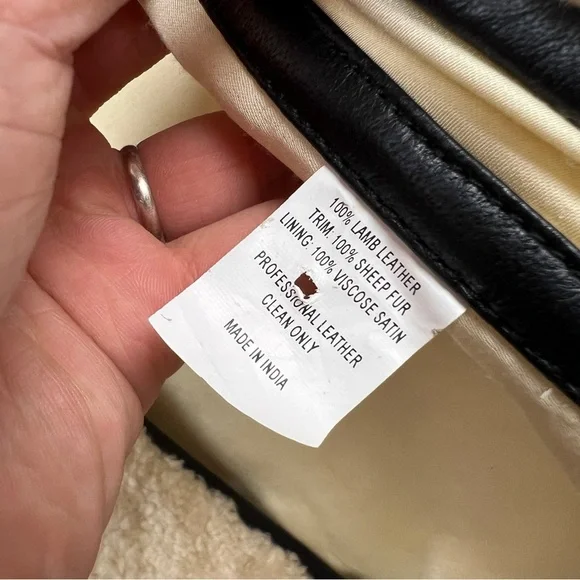 100% LAMB LEATHER
TRIM: 100% SHEEP FUR
LINING: 100% VISCOSE SATIN
PROFESSIONAL LEATHER
CLEAN ONLY
MADE IN INDIA